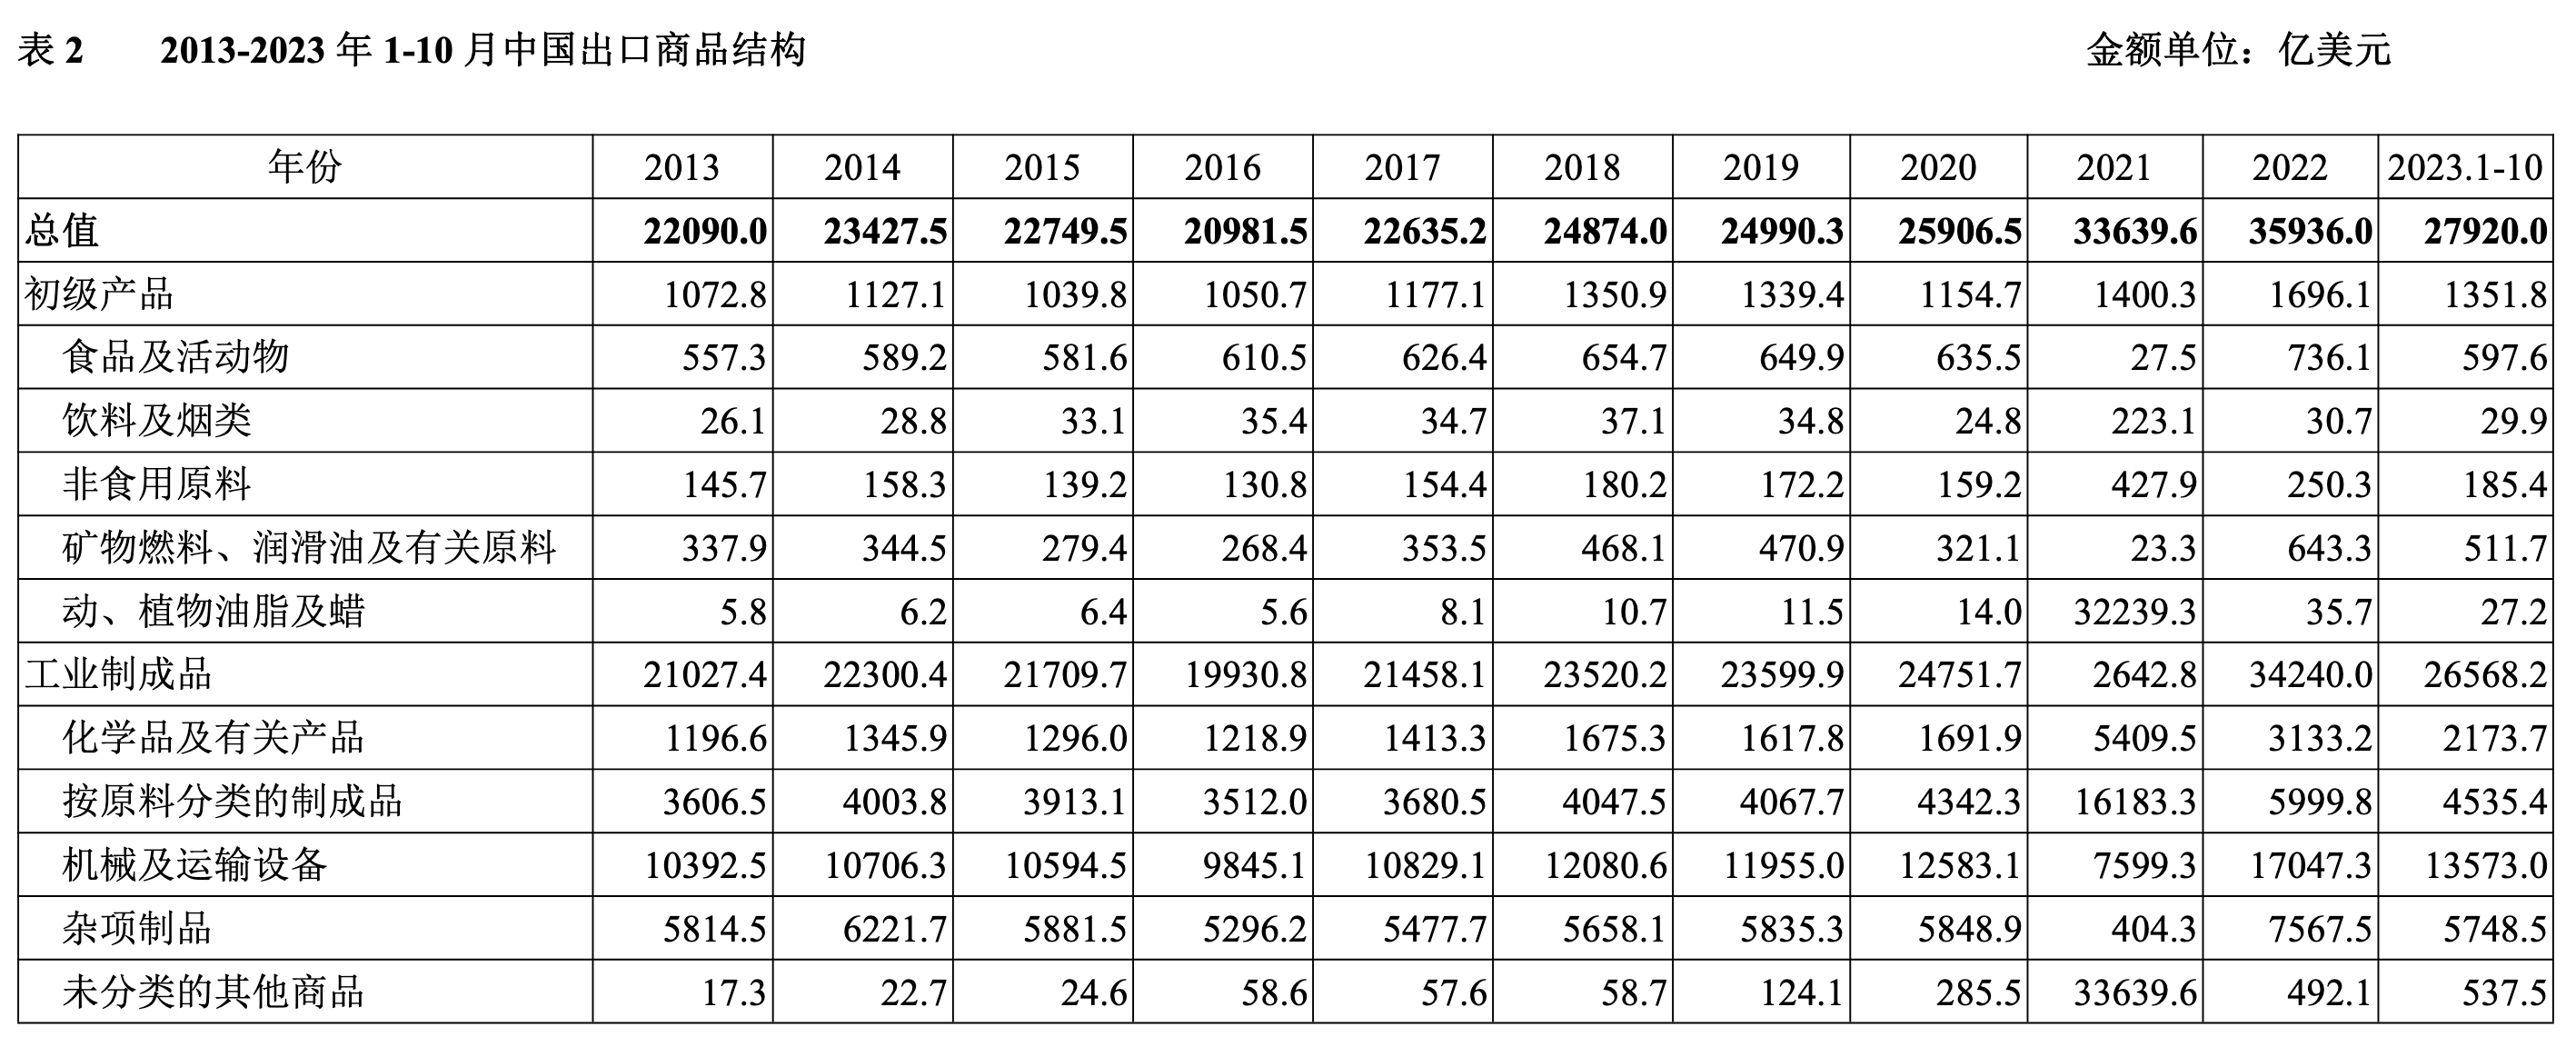 表 2 2013-2023 年 1-10 月中国出口商品结构 金额单位：亿美元
年份 2013 2014 2015 2016 2017 2018 2019 2020 2021 2022 2023.1-10
总值 22090.0 23427.5 22749.5 20981.5 22635.2 24874.0 24990.3 25906.5 33639.6 35936.0 27920.0
初级产品 1072.8 1127.1 1039.8 1050.7 1177.1 1350.9 1339.4 1154.7 1400.3 1696.1 1351.8
食品及活动物 557.3 589.2 581.6 610.5 626.4 654.7 649.9 635.5 27.5 736.1 597.6
饮料及烟类 26.1 28.8 33.1 35.4 34.7 37.1 34.8 24.8 223.1 30.7 29.9
非食用原料 145.7 158.3 139.2 130.8 154.4 180.2 172.2 159.2 427.9 250.3 185.4
矿物燃料、润滑油及有关原料 337.9 344.5 279.4 268.4 353.5 468.1 470.9 321.1 23.3 643.3 511.7
动、植物油脂及蜡 5.8 6.2 6.4 5.6 8.1 10.7 11.5 14.0 32239.3 35.7 27.2
工业制成品 21027.4 22300.4 21709.7 19930.8 21458.1 23520.2 23599.9 24751.7 2642.8 34240.0 26568.2
化学品及有关产品 1196.6 1345.9 1296.0 1218.9 1413.3 1675.3 1617.8 1691.9 5409.5 3133.2 2173.7
按原料分类的制成品 3606.5 4003.8 3913.1 3512.0 3680.5 4047.5 4067.7 4342.3 16183.3 5999.8 4535.4
机械及运输设备 10392.5 10706.3 10594.5 9845.1 10829.1 12080.6 11955.0 12583.1 7599.3 17047.3 13573.0
杂项制品 5814.5 6221.7 5881.5 5296.2 5477.7 5658.1 5835.3 5848.9 404.3 7567.5 5748.5
未分类的其他商品 17.3 22.7 24.6 58.6 57.6 58.7 124.1 285.5 33639.6 492.1 537.5